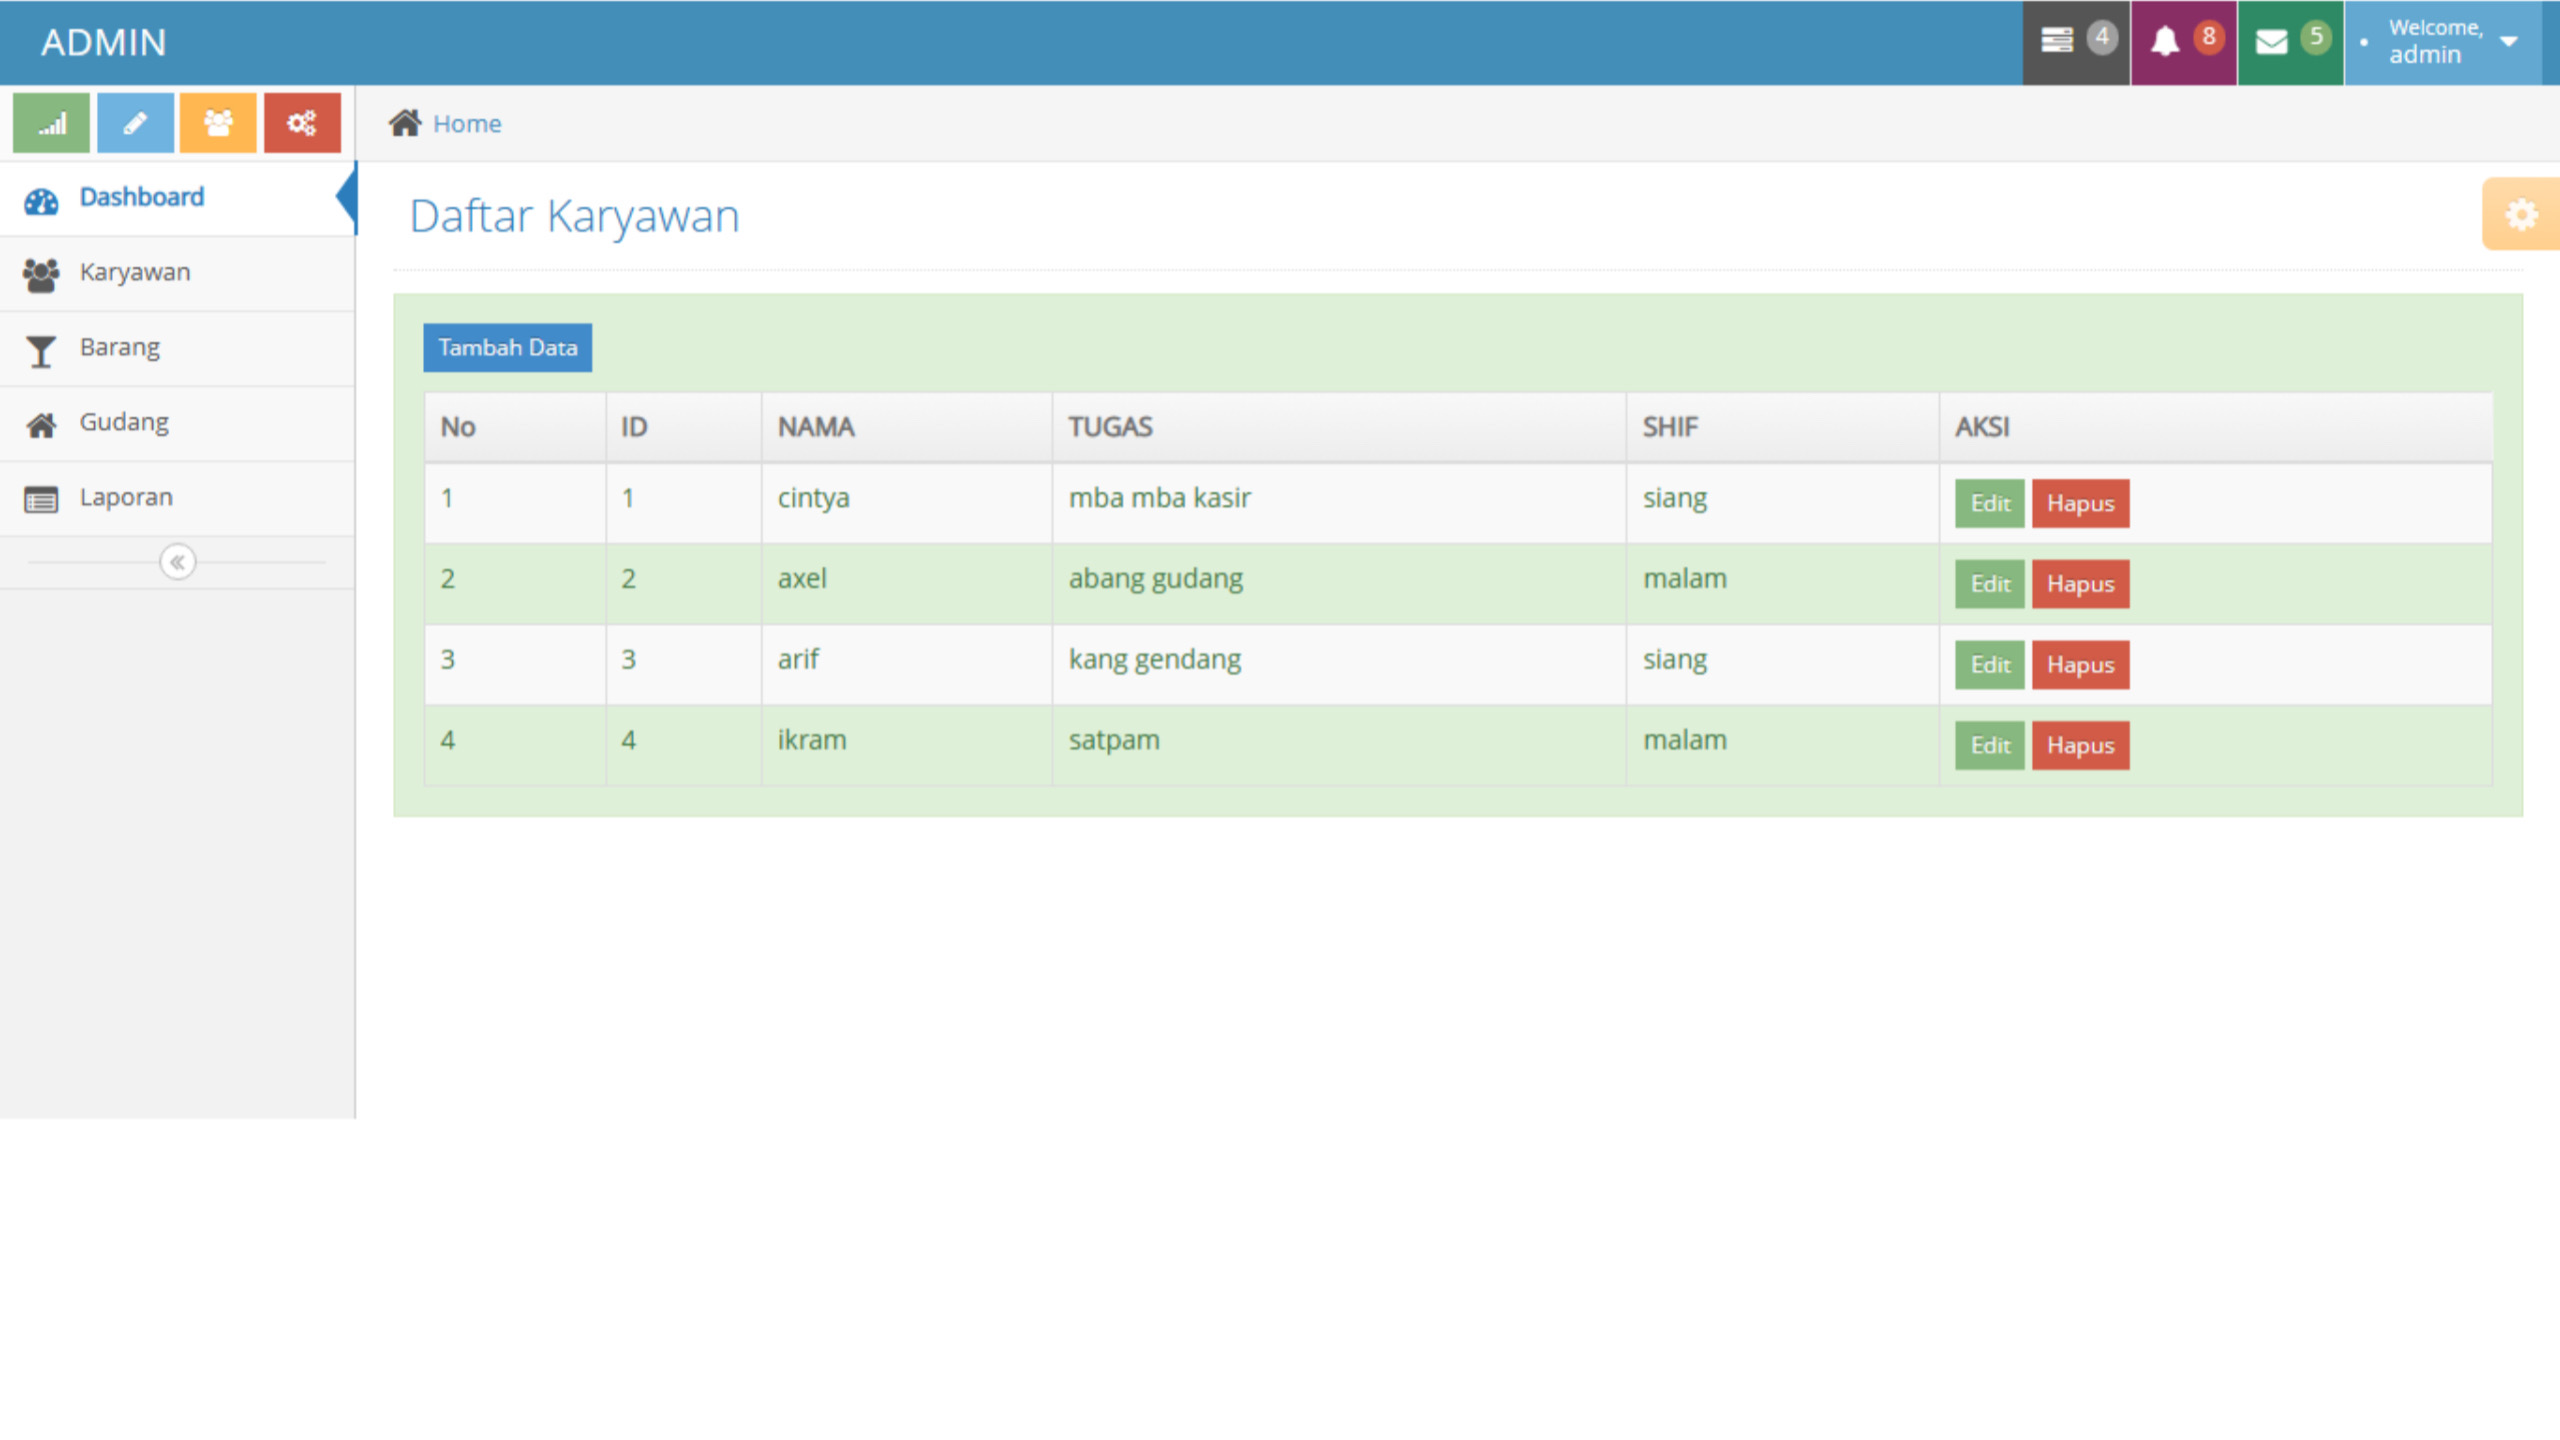 ADMIN
4
8
5
Welcome,
admin
Home
Dashboard
Karyawan
Barang
Gudang
Laporan
Daftar Karyawan
Tambah Data
No ID NAMA TUGAS SHIF AKSI
1 1 cintya mba mba kasir siang Edit Hapus
2 2 axel abang gudang malam Edit Hapus
3 3 arif kang gendang siang Edit Hapus
4 4 ikram satpam malam Edit Hapus